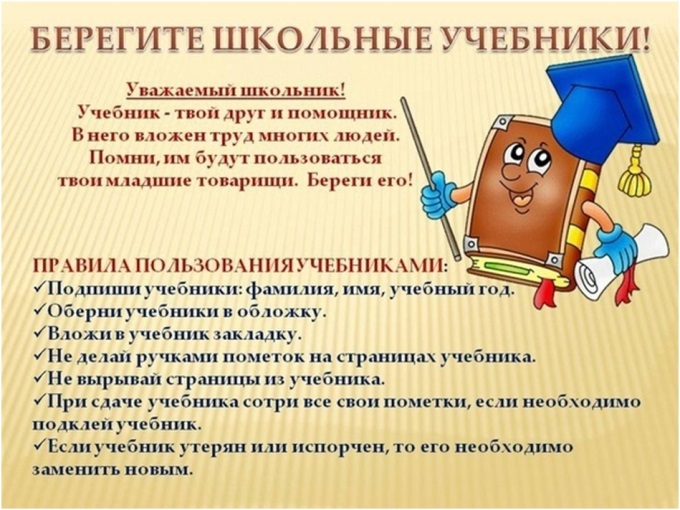 БЕРЕГИТЕ ШКОЛЬНЫЕ УЧЕБНИКИ!
Уважаемый школьник!
Учебник - твой друг и помощник.
В него вложен труд многих людей.
Помни, им будут пользоваться
твои младшие товарищи. Береги его!
ПРАВИЛА ПОЛЬЗОВАНИЯ УЧЕБНИКАМИ:
✓Подпиши учебники: фамилия, имя, учебный год.
✓Оберни учебники в обложку.
✓Вложи в учебник закладку.
✓Не делай ручками пометок на страницах учебника.
✓Не вырывай страницы из учебника.
✓При сдаче учебника сотри все свои пометки, если необходимо
подклей учебник.
✓Если учебник утерян или испорчен, то его необходимо
заменить новым.